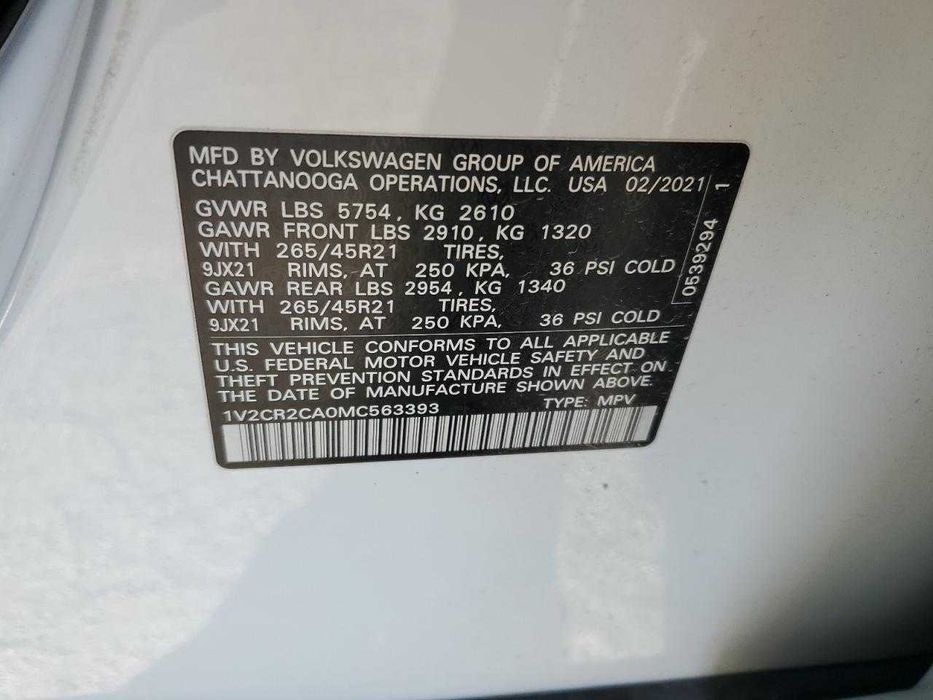 MFD BY VOLKSWAGEN GROUP OF AMERICA
CHATTANOOGA OPERATIONS, LLC. USA 02/2021
GVWR LBS 5754, KG 2610
GAWR FRONT LBS 2910, KG 1320
WITH 265/45R21 TIRES,
9JX21 RIMS, AT 250 KPA, 36 PSI COLD
GAWR REAR LBS 2954, KG 1340
WITH 265/45R21 TIRES,
9JX21 RIMS, AT 250 KPA, 36 PSI COLD
THIS VEHICLE CONFORMS TO ALL APPLICABLE
U.S. FEDERAL MOTOR VEHICLE SAFETY AND
THEFT PREVENTION STANDARDS IN EFFECT ON
THE DATE OF MANUFACTURE SHOWN ABOVE.
1V2CR2CA0MC563393 TYPE: MPV
0539294 1